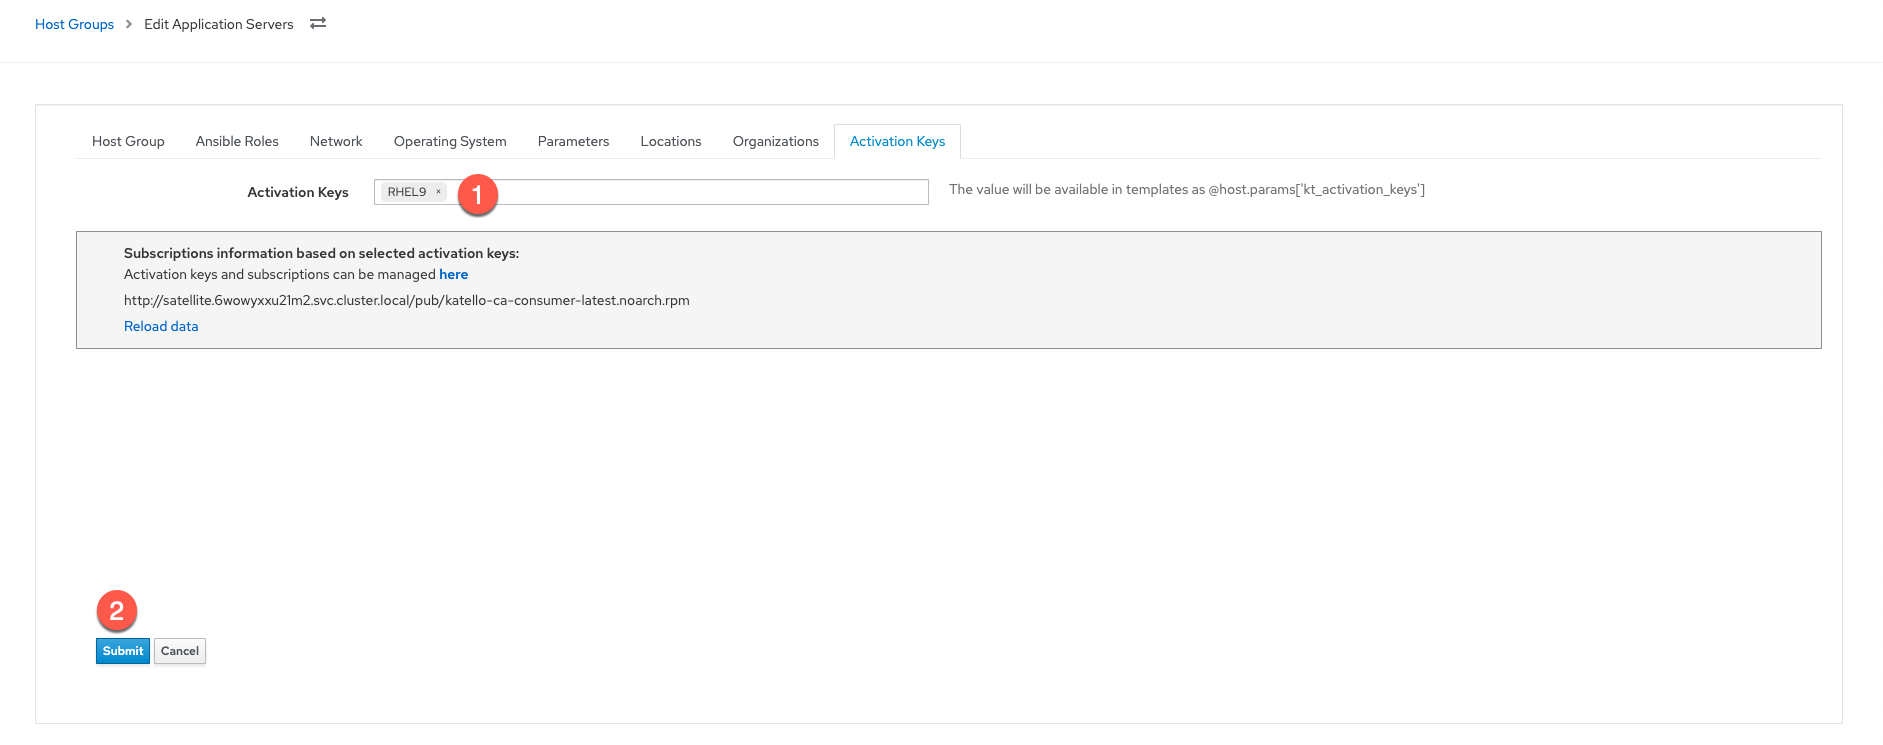 Host Groups > Edit Application Servers
Host Group Ansible Roles Network Operating System Parameters Locations Organizations Activation Keys
Activation Keys RHEL9 × 1 The value will be available in templates as @host.params['kt_activation_keys']
Subscriptions information based on selected activation keys:
Activation keys and subscriptions can be managed here
http://satellite.6wowyxxu21m2.svc.cluster.local/pub/katello-ca-consumer-latest.noarch.rpm
Reload data
2
Submit Cancel